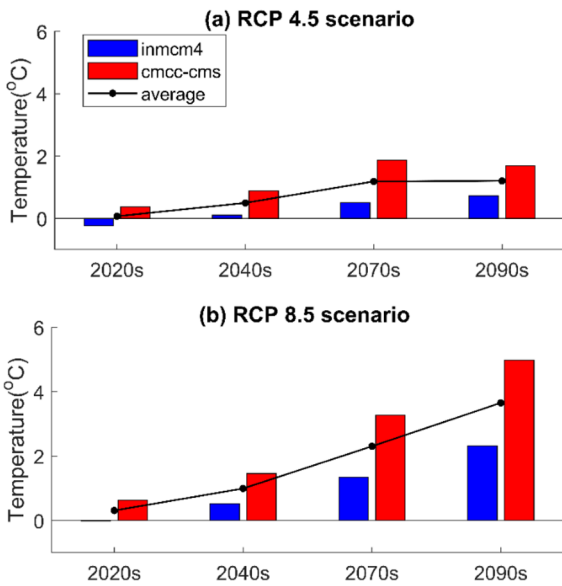 (a) RCP 4.5 scenario
6
4
2
0
Temperature(°C)
inmcm4
cmcc-cms
average
2020s 2040s 2070s 2090s
(b) RCP 8.5 scenario
6
4
2
0
Temperature(°C)
2020s 2040s 2070s 2090s